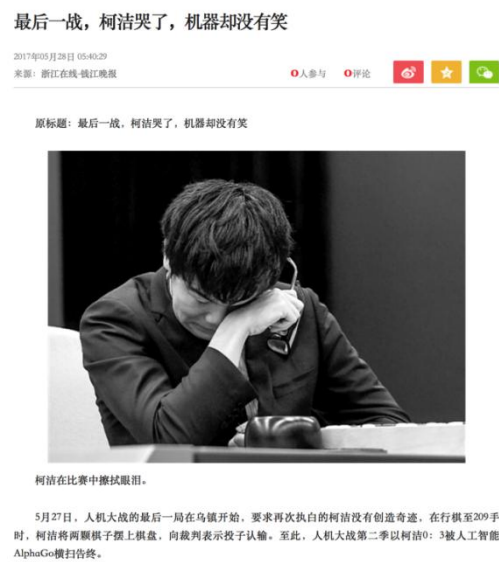 最后一战，柯洁哭了，机器却没有笑
2017年05月28日 05:40:29
来源：浙江在线-钱江晚报 0人参与 0评论
原标题：最后一战，柯洁哭了，机器却没有笑
柯洁在比赛中擦拭眼泪。
5月27日，人机大战的最后一局在乌镇开始，要求再次执白的柯洁没有创造奇迹，在行棋至209手
时，柯洁将两颗棋子摆上棋盘，向裁判表示投子认输。至此，人机大战第二季以柯洁0：3被人工智能
AlphaGo横扫告终。